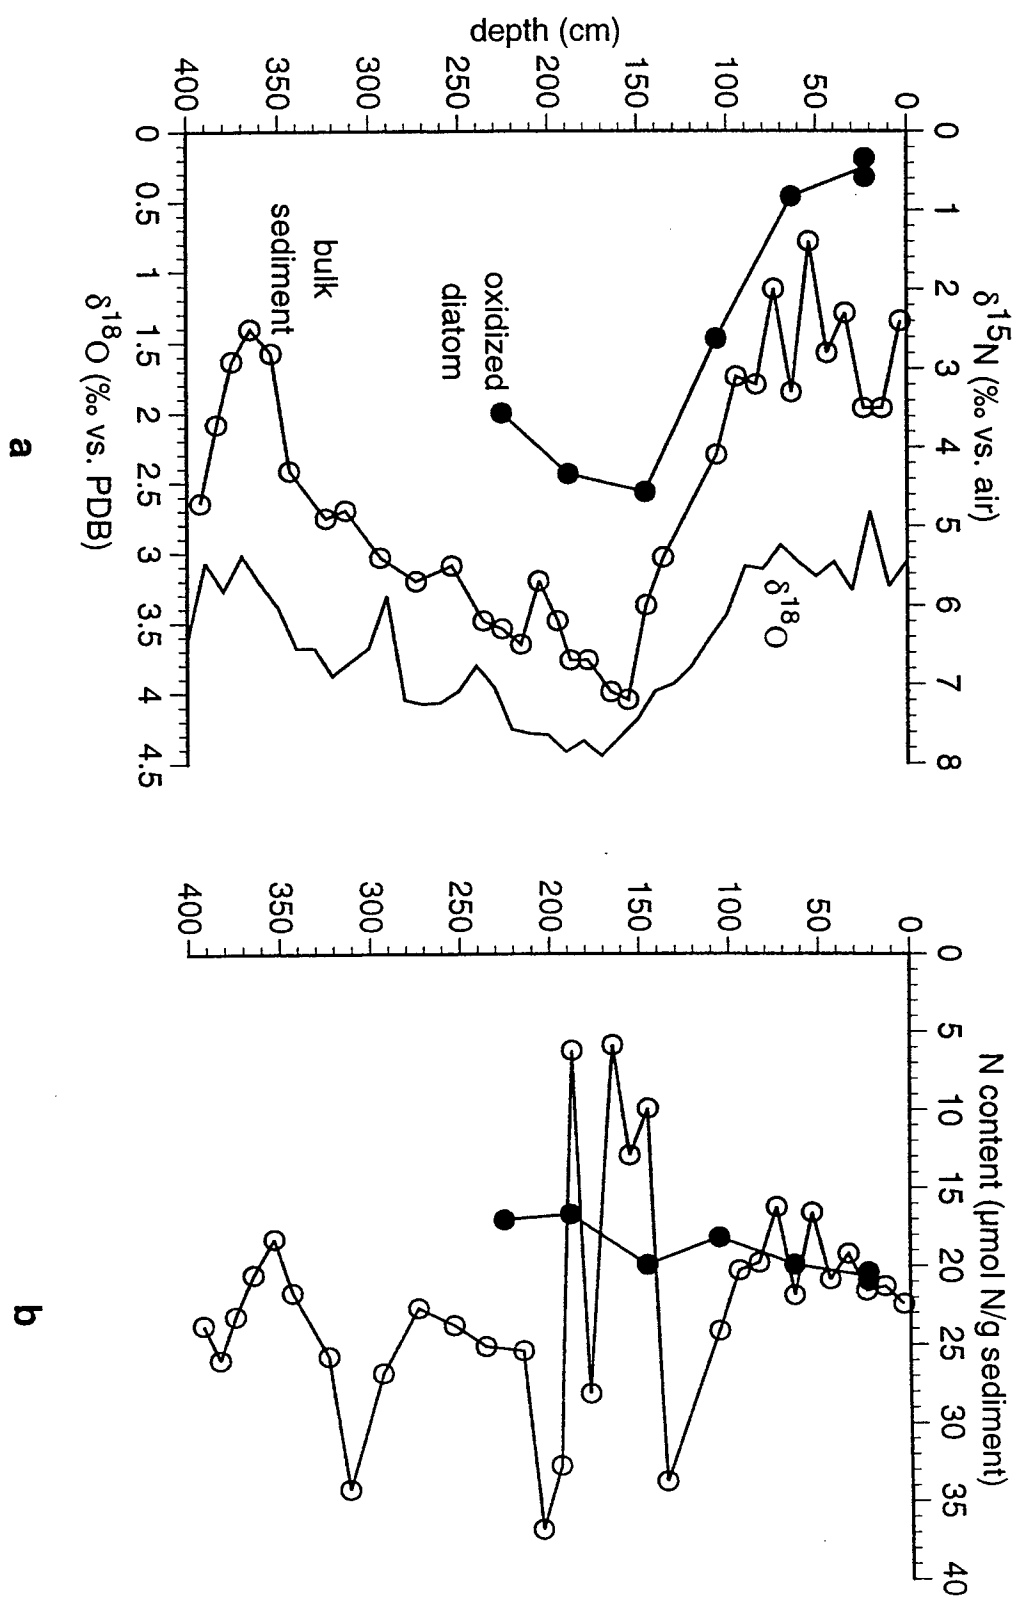 δ15N (‰ vs. air)
0 1 2 3 4 5 6 7 8
depth (cm)
0
50
100
150
200
250
300
350
400
oxidized
diatom
bulk
sediment
δ18O
0 0.5 1 1.5 2 2.5 3 3.5 4 4.5
δ18O (‰ vs. PDB)
a
N content (µmol N/g sediment)
0 5 10 15 20 25 30 35 40
0
50
100
150
200
250
300
350
400
b